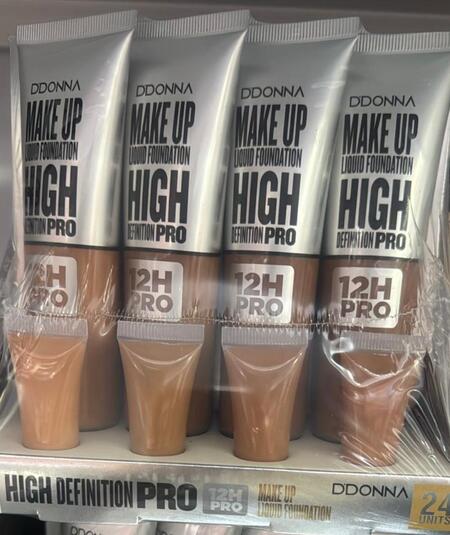 DDONNA
MAKE UP
LIQUID FOUNDATION
HIGH
DEFINITION PRO
12H
PRO
DDONNA
MAKE UP
LIQUID FOUNDATION
HIGH
DEFINITION PRO
12H
PRO
DDONNA
MAKE UP
LIQUID FOUNDATION
HIGH
DEFINITION PRO
12H
PRO
DDONNA
MAKE UP
LIQUID FOUNDATION
HIGH
DEFINITION PRO
12H
PRO
HIGH DEFINITION PRO 12H PRO MAKE UP LIQUID FOUNDATION DDONNA 24 UNITS